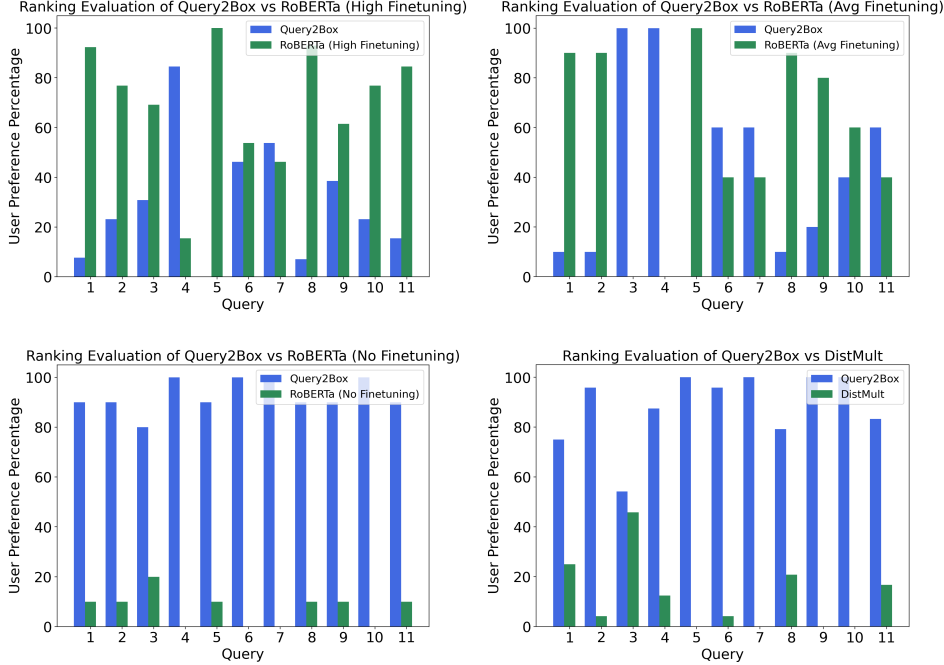 Ranking Evaluation of Query2Box vs RoBERTa (High Finetuning)
100
80
60
40
20
0
User Preference Percentage
Query2Box
RoBERTa (High Finetuning)
1 2 3 4 5 6 7 8 9 10 11
Query
Ranking Evaluation of Query2Box vs RoBERTa (Avg Finetuning)
100
80
60
40
20
0
User Preference Percentage
Query2Box
RoBERTa (Avg Finetuning)
1 2 3 4 5 6 7 8 9 10 11
Query
Ranking Evaluation of Query2Box vs RoBERTa (No Finetuning)
100
80
60
40
20
0
User Preference Percentage
Query2Box
RoBERTa (No Finetuning)
1 2 3 4 5 6 7 8 9 10 11
Query
Ranking Evaluation of Query2Box vs DistMult
100
80
60
40
20
0
User Preference Percentage
Query2Box
DistMult
1 2 3 4 5 6 7 8 9 10 11
Query